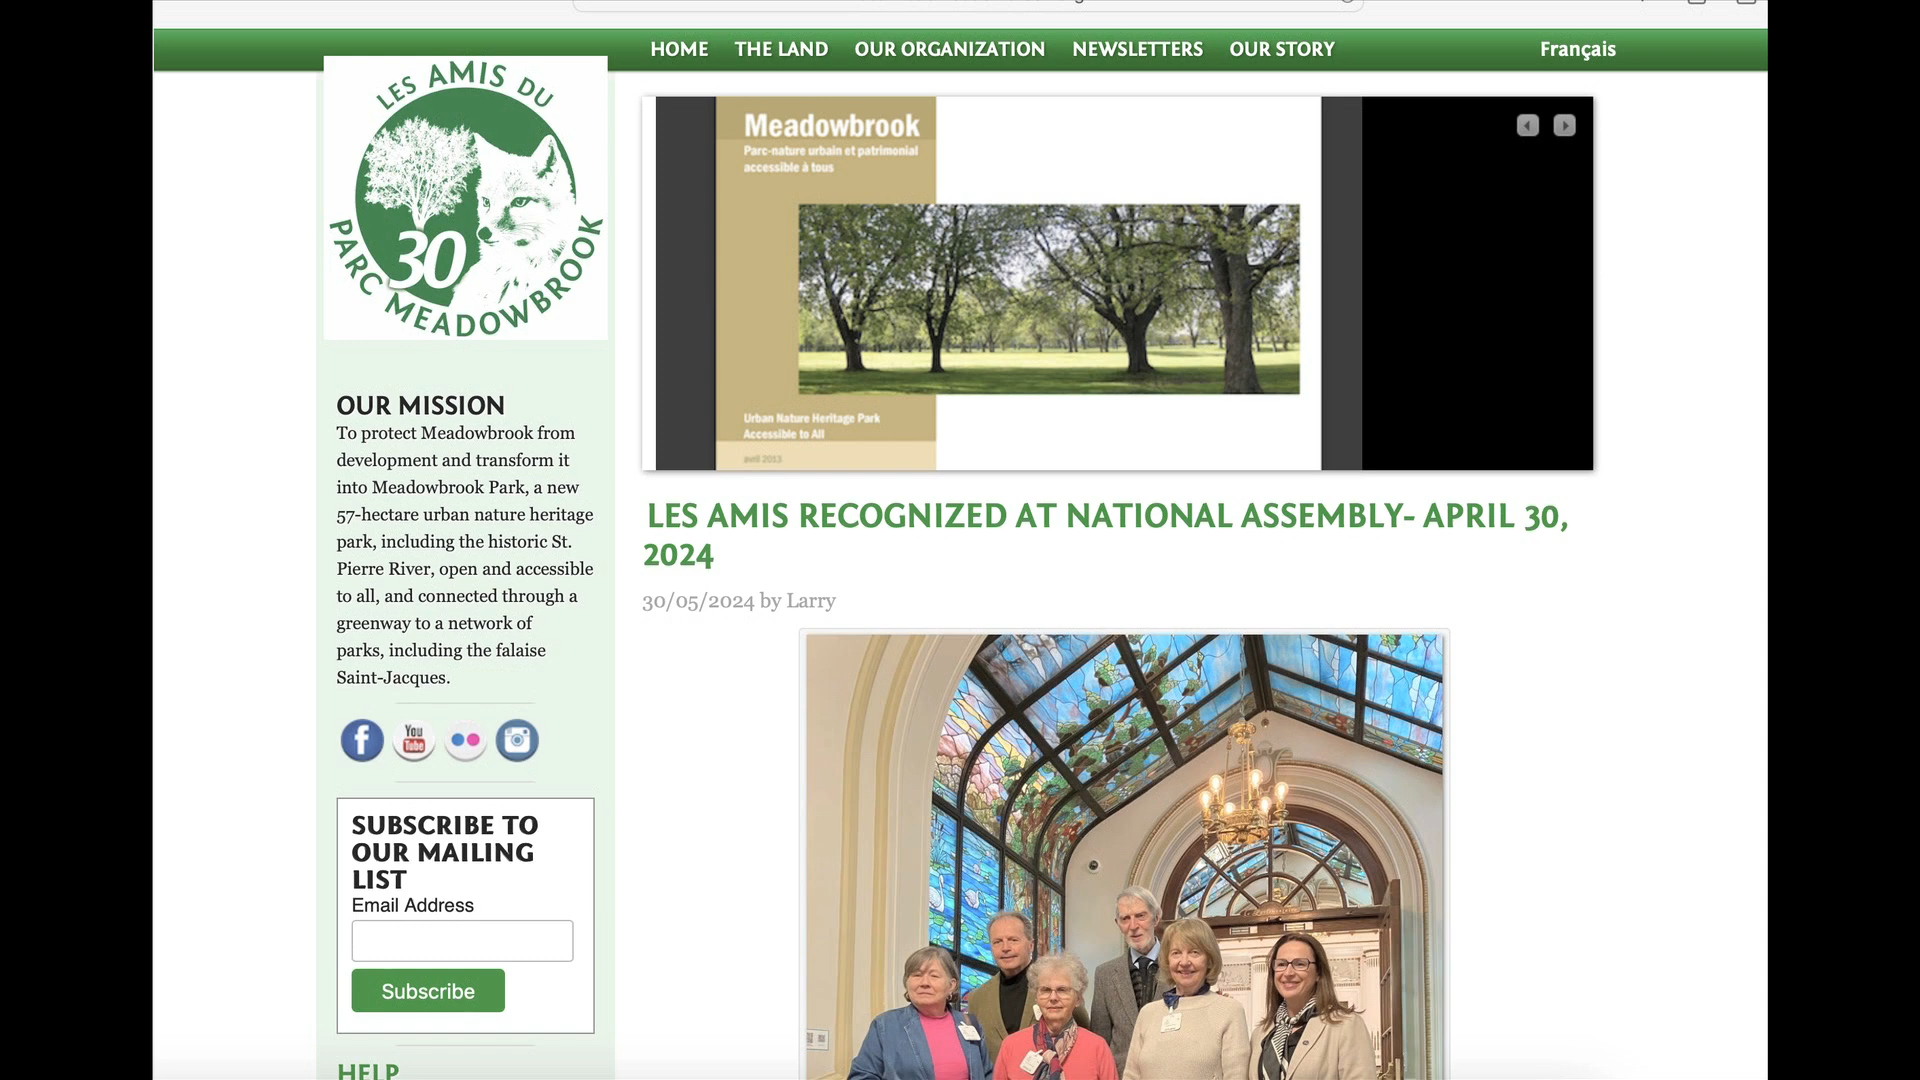 HOME THE LAND OUR ORGANIZATION NEWSLETTERS OUR STORY Français
LES AMIS DU
30
PARC MEADOWBROOK
OUR MISSION
To protect Meadowbrook from
development and transform it
into Meadowbrook Park, a new
57-hectare urban nature heritage
park, including the historic St.
Pierre River, open and accessible
to all, and connected through a
greenway to a network of
parks, including the falaise
Saint-Jacques.
f
You
Tube
SUBSCRIBE TO
OUR MAILING
LIST
Email Address
Subscribe
HELP
Meadowbrook
Parc-nature urbain et patrimonial
accessible à tous
Urban Nature Heritage Park
Accessible to All
avril 2013
LES AMIS RECOGNIZED AT NATIONAL ASSEMBLY- APRIL 30,
2024
30/05/2024 by Larry